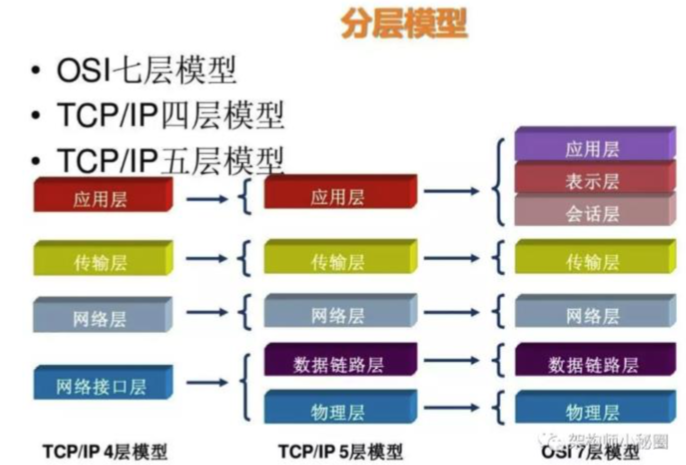 分层模型
• OSI七层模型
• TCP/IP四层模型
• TCP/IP五层模型
应用层
传输层
网络层
网络接口层
TCP/IP 4层模型
应用层
传输层
网络层
数据链路层
物理层
TCP/IP 5层模型
应用层
表示层
会话层
传输层
网络层
数据链路层
物理层
OSI 7层模型
架构师小秘圈